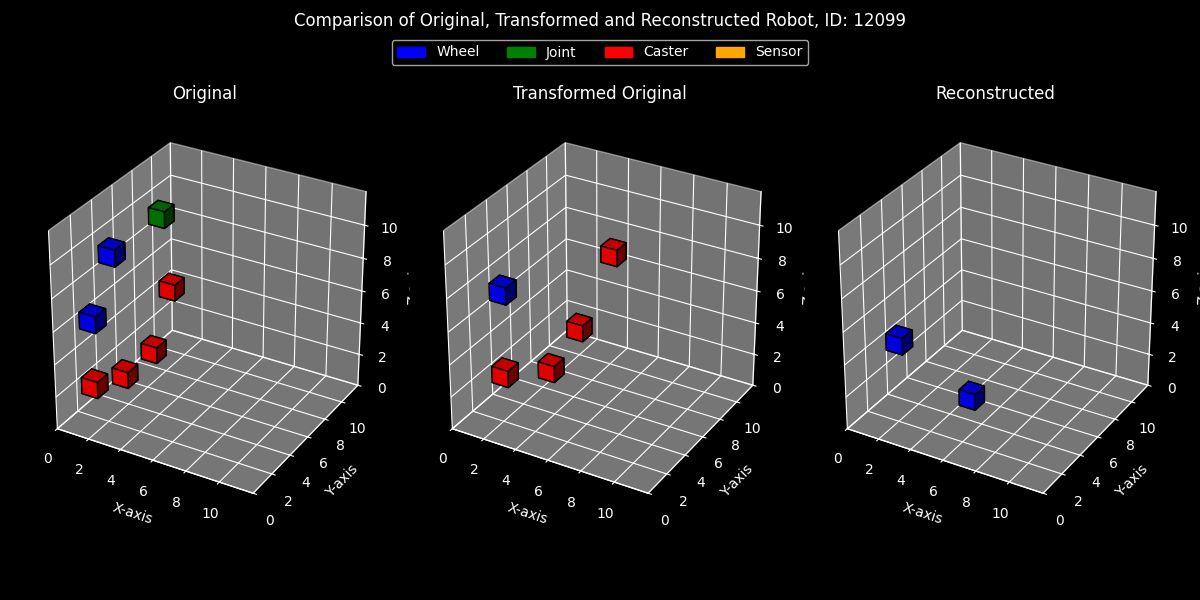 Comparison of Original, Transformed and Reconstructed Robot, ID: 12099
Wheel Joint Caster Sensor
Original
Transformed Original
Reconstructed
10
8
6
4
2
0
0 2 4 6 8 10
0 2 4 6 8 10
X-axis
Y-axis
10
8
6
4
2
0
0 2 4 6 8 10
0 2 4 6 8 10
X-axis
Y-axis
10
8
6
4
2
0
0 2 4 6 8 10
0 2 4 6 8 10
X-axis
Y-axis